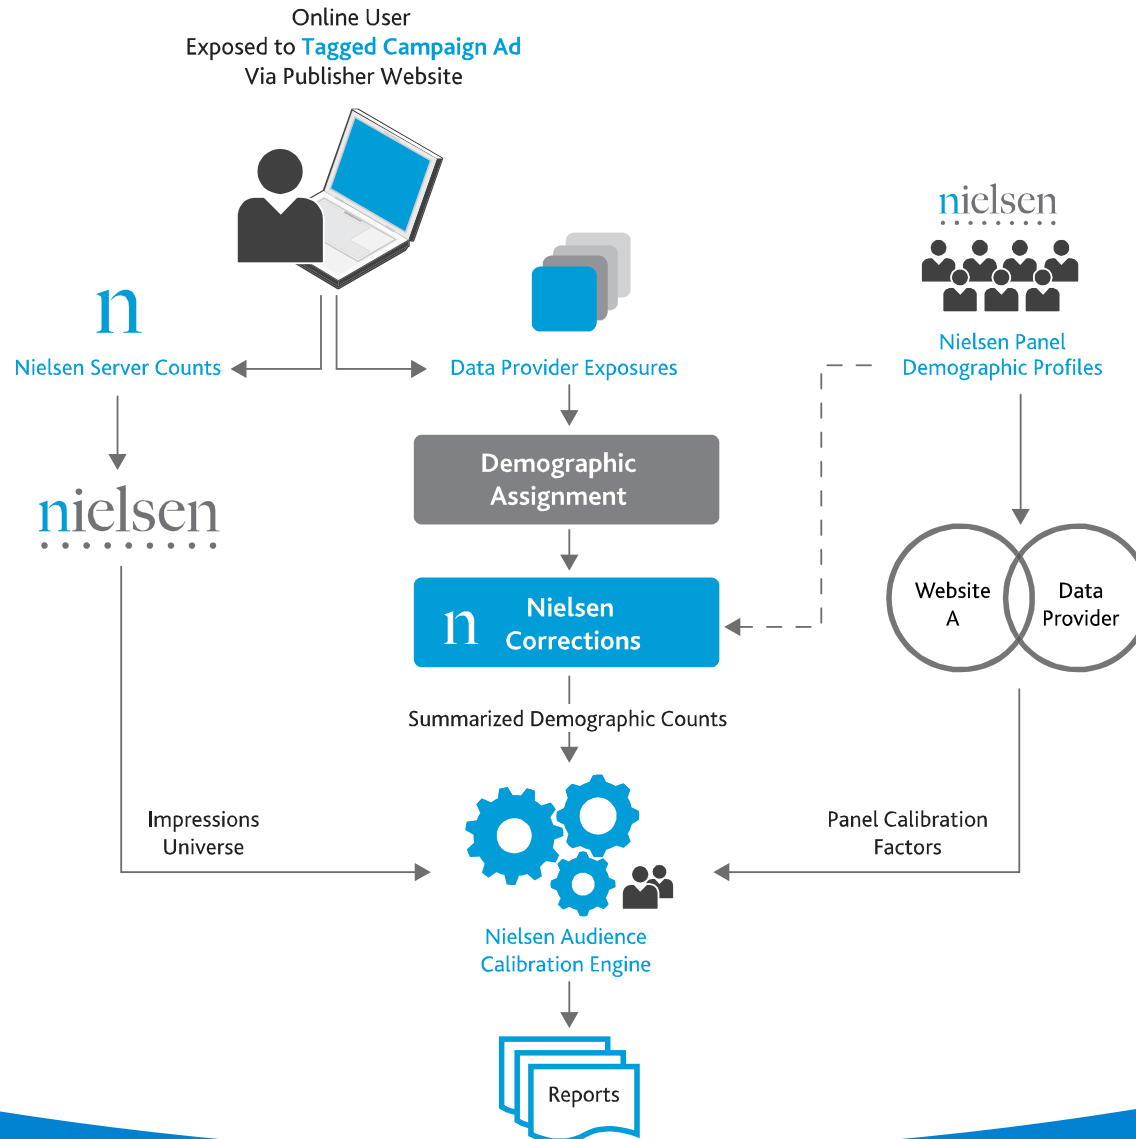 Online User
Exposed to Tagged Campaign Ad
Via Publisher Website
nielsen
n
Nielsen Server Counts
Data Provider Exposures
Nielsen Panel
Demographic Profiles
Demographic
Assignment
nielsen
Website
A
Data
Provider
n
Nielsen
Corrections
Summarized Demographic Counts
Impressions
Universe
Panel Calibration
Factors
Nielsen Audience
Calibration Engine
Reports